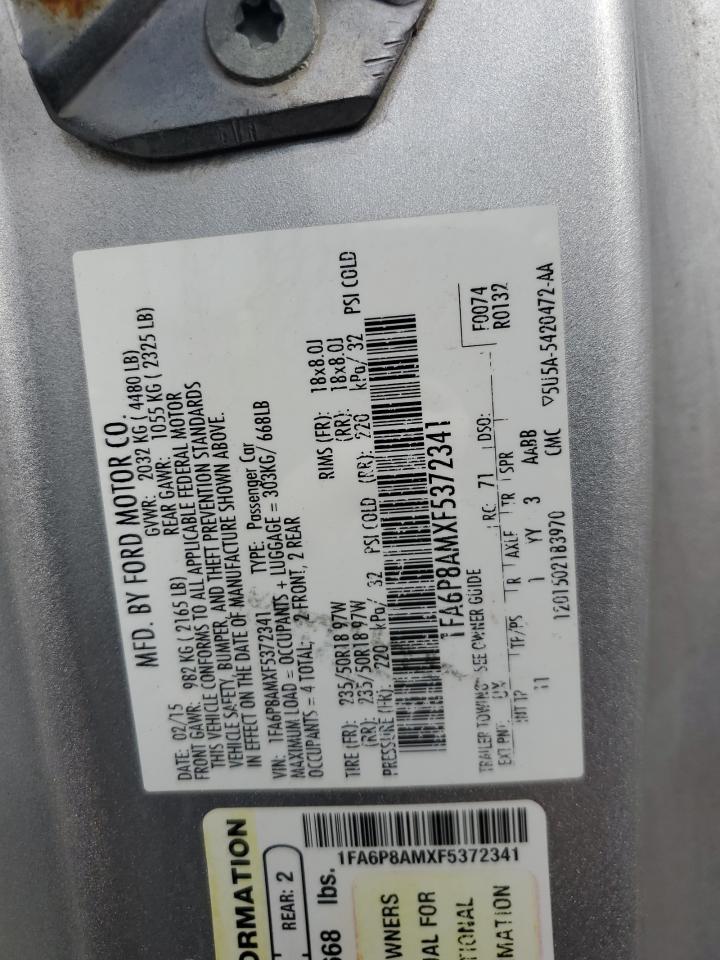 MFD. BY FORD MOTOR CO.
DATE: 02/15 GVWR: 2032 KG ( 4480 LB)
FRONT GAWR: 982 KG ( 2165 LB) REAR GAWR: 1055 KG ( 2325 LB)
THIS VEHICLE CONFORMS TO ALL APPLICABLE FEDERAL MOTOR
VEHICLE SAFETY, BUMPER, AND THEFT PREVENTION STANDARDS
IN EFFECT ON THE DATE OF MANUFACTURE SHOWN ABOVE.
VIN: 1FA6P8AMXF5372341 TYPE: Passenger Car
MAXIMUM LOAD = OCCUPANTS + LUGGAGE = 303KG/ 668LB
OCCUPANTS = 4 TOTAL; 2 FRONT, 2 REAR
TIRE (FR): 235/50R18 97W RIMS (FR): 18x8.0J
(RR): 235/50R18 97W (RR): 18x8.0J
PRESSURE (FR): 220 kPa/ 32 PSI COLD (RR): 220 kPa/ 32 PSI COLD
1FA6P8AMXF5372341
TRAILER TOWING- SEE OWNER GUIDE F0074
EXT PNT: UX RC: 71 DSO: R0132
INT TP TP/PS R AXLE TR SPR
11 1 YY 3 AABB
1201502183970 CMC ▽5U5A-5420472-AA
1FA6P8AMXF5372341
ORMATION
REAR: 2
668 lbs.
WNERS
AL FOR
TIONAL
MATION